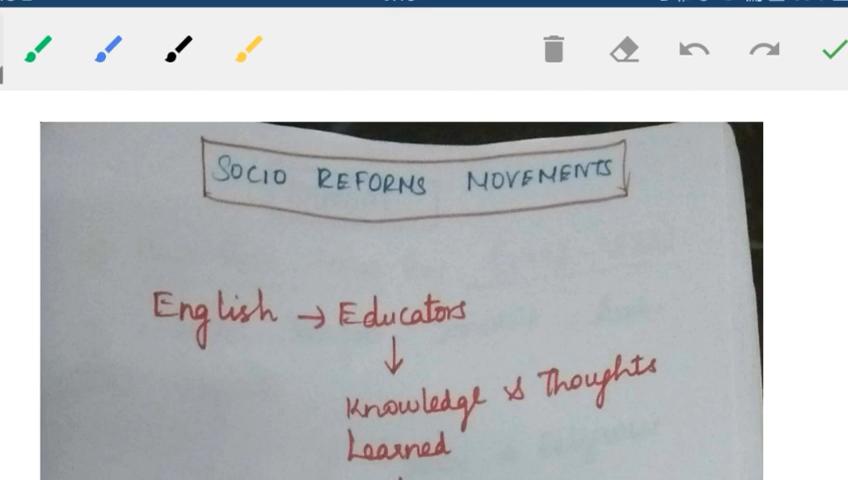 SOCIO REFORMS MOVEMENTS
English → Educators
↓
Knowledge & Thoughts
Learned